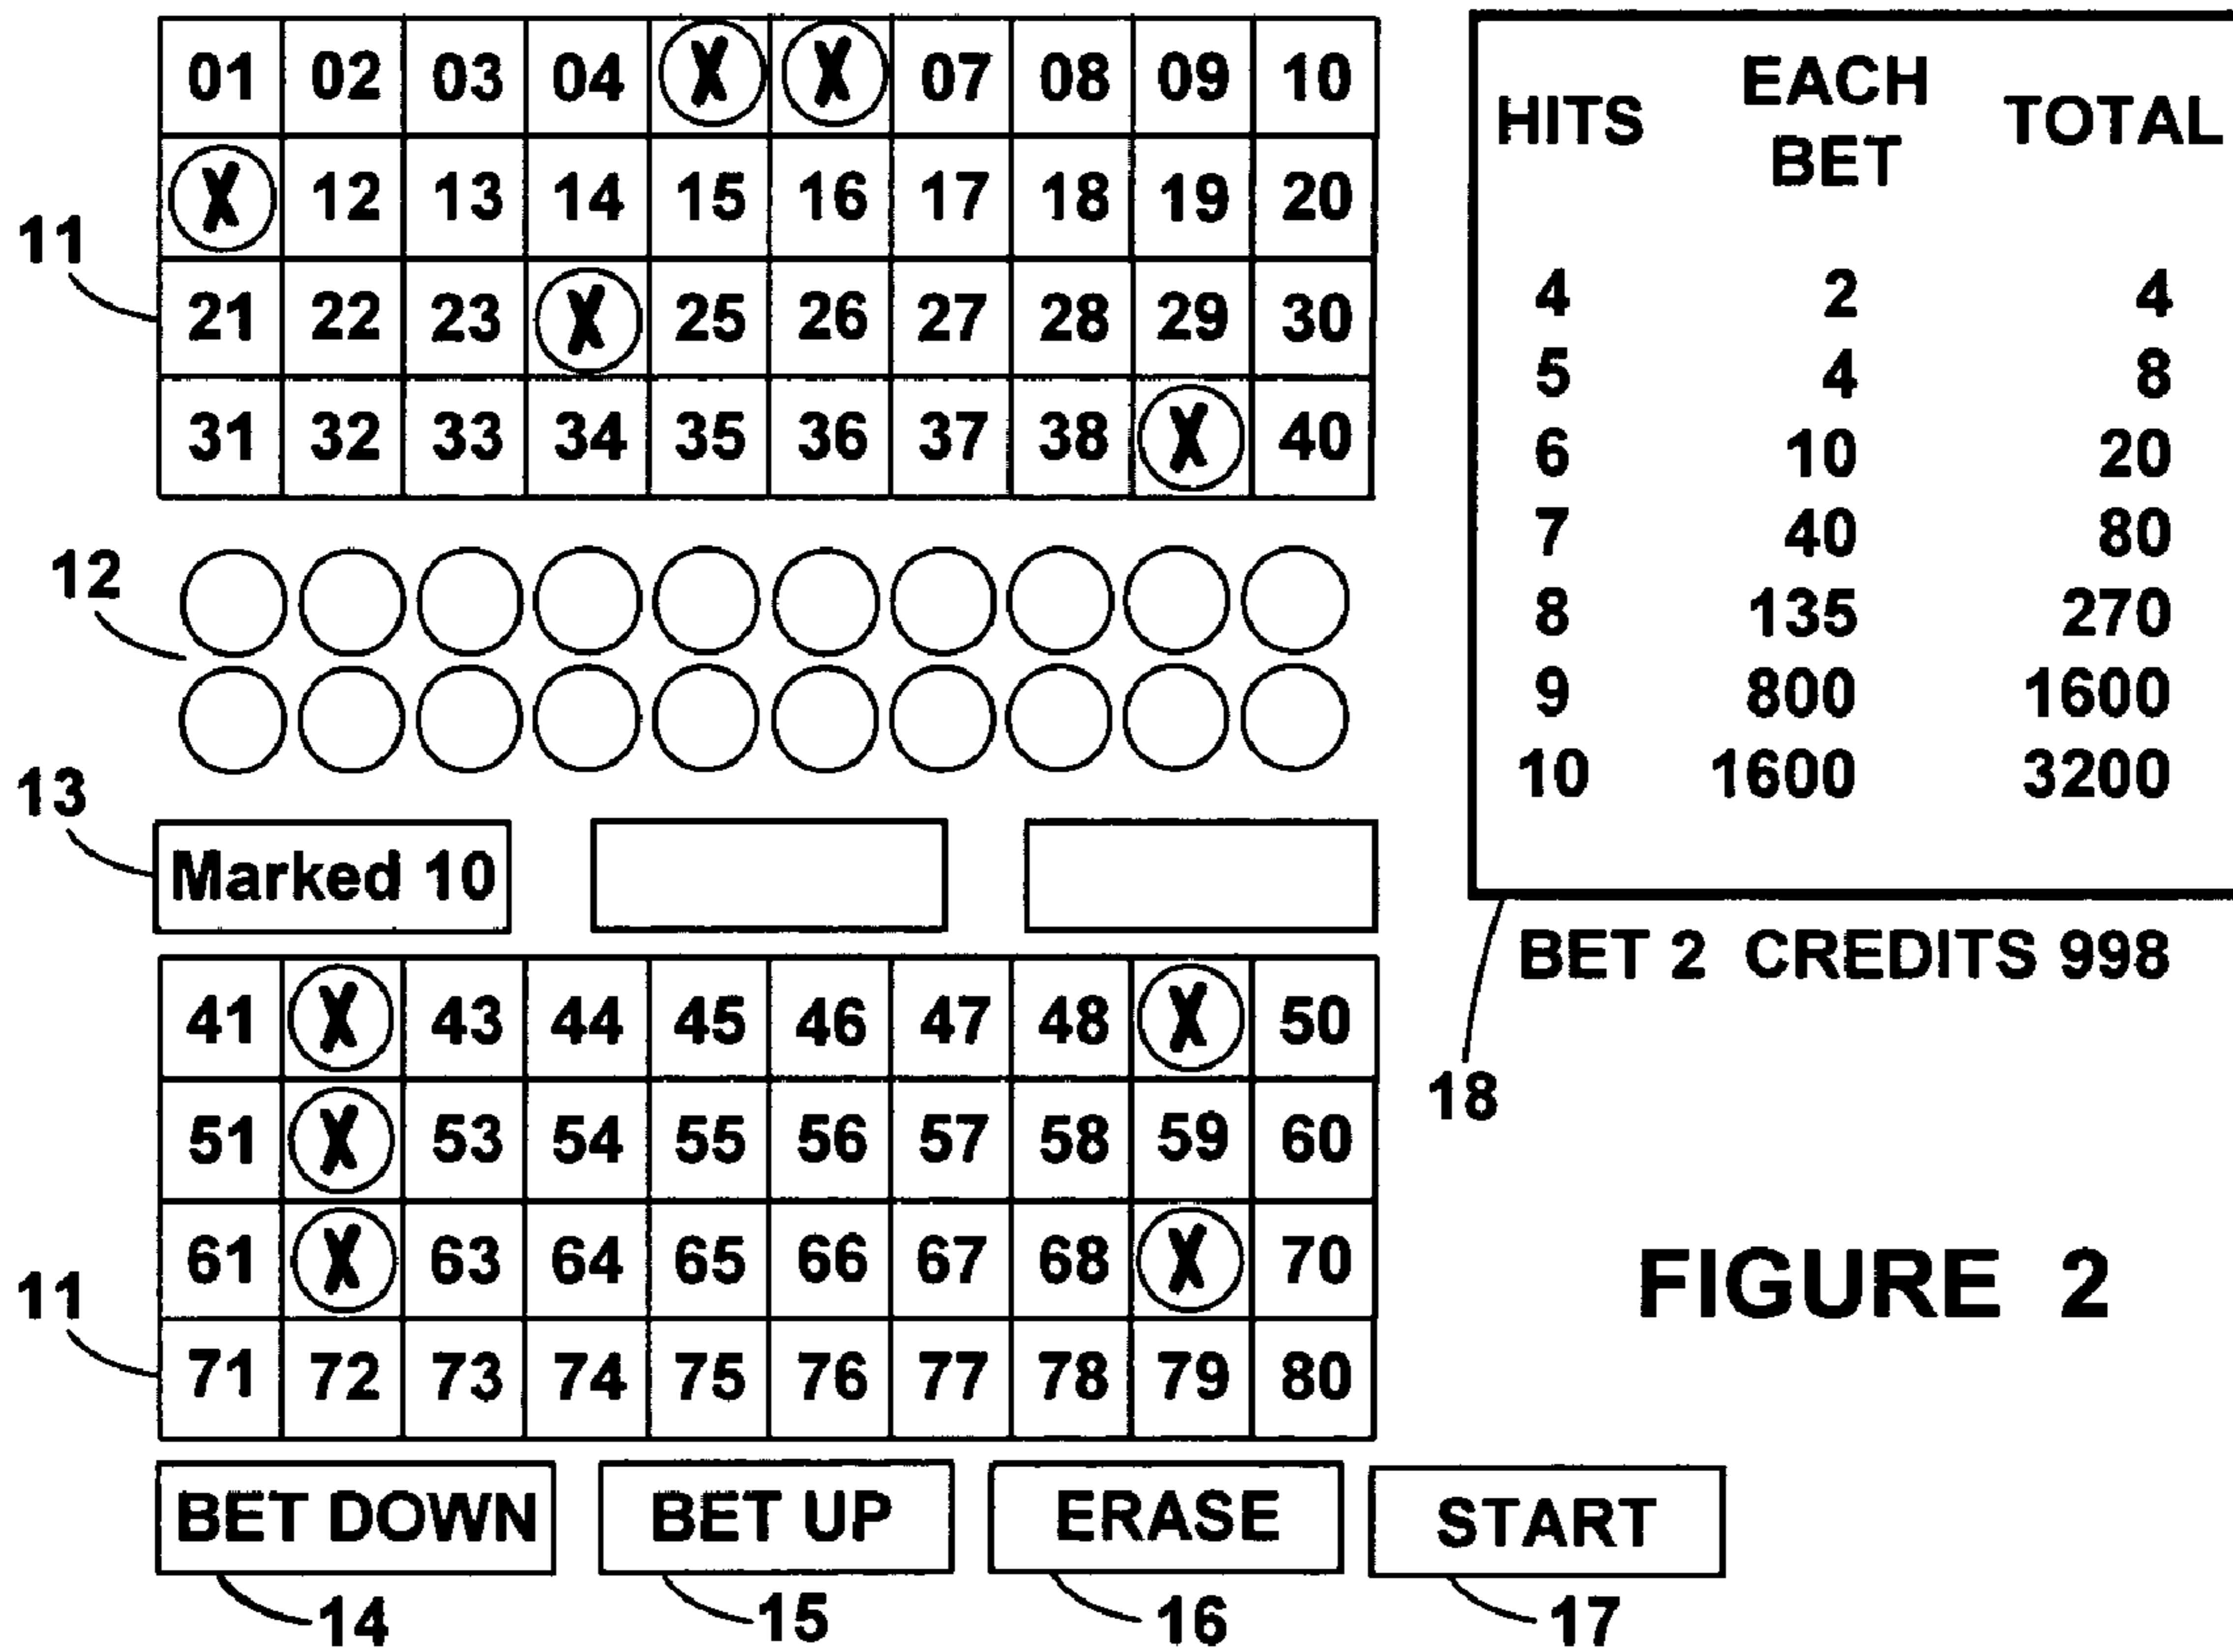 01 02 03 04 X X 07 08 09 10
X 12 13 14 15 16 17 18 19 20
11
21 22 23 X 25 26 27 28 29 30
31 32 33 34 35 36 37 38 X 40
12
13
Marked 10
41 X 43 44 45 46 47 48 X 50
51 X 53 54 55 56 57 58 59 60
61 X 63 64 65 66 67 68 X 70
11
71 72 73 74 75 76 77 78 79 80
BET DOWN BET UP ERASE START
14 15 16 17
HITS EACH BET TOTAL
4 2 4
5 4 8
6 10 20
7 40 80
8 135 270
9 800 1600
10 1600 3200
BET 2 CREDITS 998
18
FIGURE 2